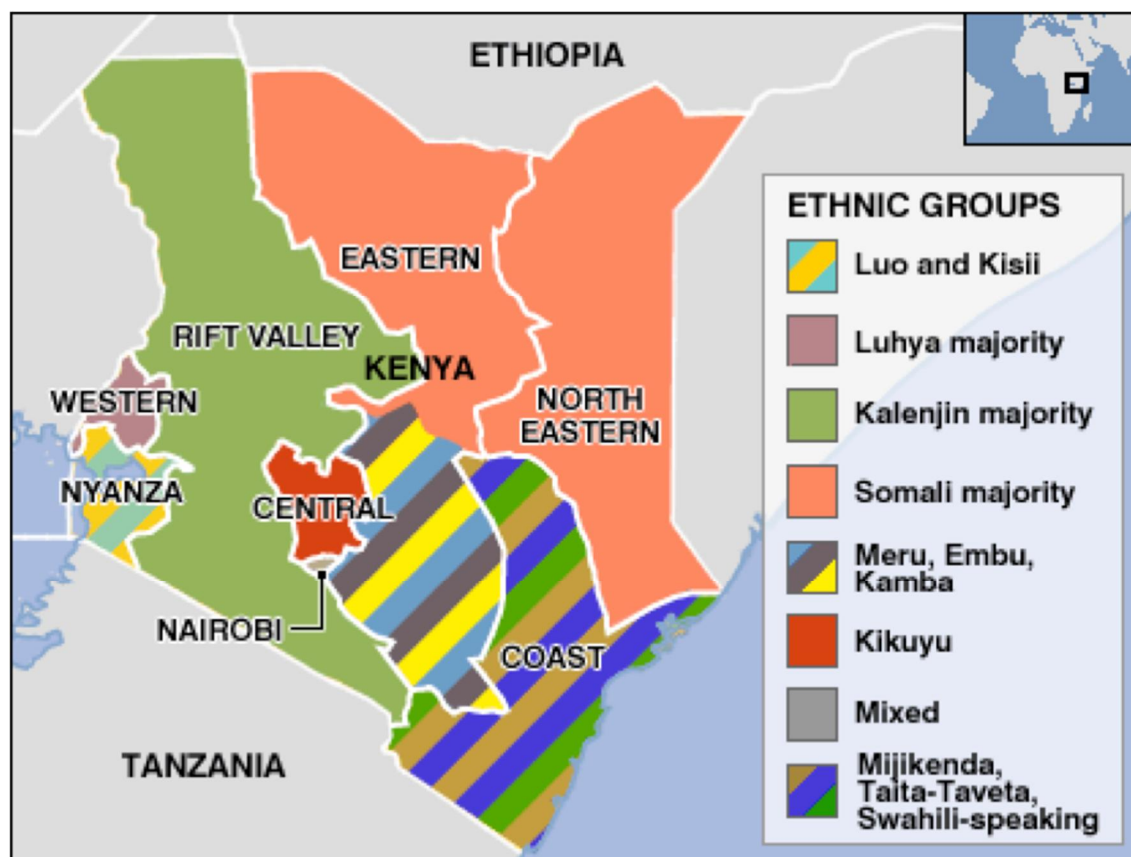 ETHIOPIA
EASTERN
RIFT VALLEY
KENYA
WESTERN
NORTH
EASTERN
NYANZA
CENTRAL
NAIROBI
COAST
TANZANIA
ETHNIC GROUPS
Luo and Kisii
Luhya majority
Kalenjin majority
Somali majority
Meru, Embu,
Kamba
Kikuyu
Mixed
Mijikenda,
Taita-Taveta,
Swahili-speaking